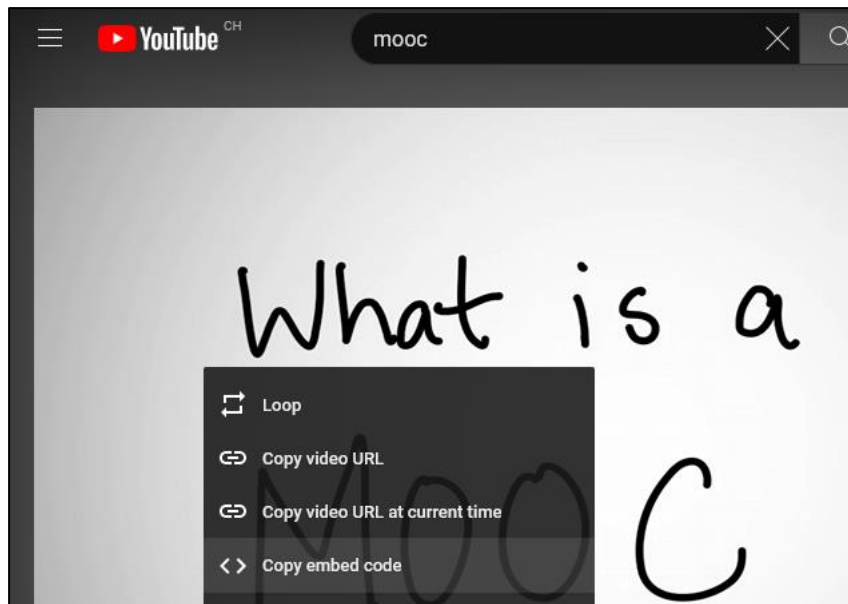 YouTube CH
mooc
What is a
MOOC
Loop
Copy video URL
Copy video URL at current time
Copy embed code